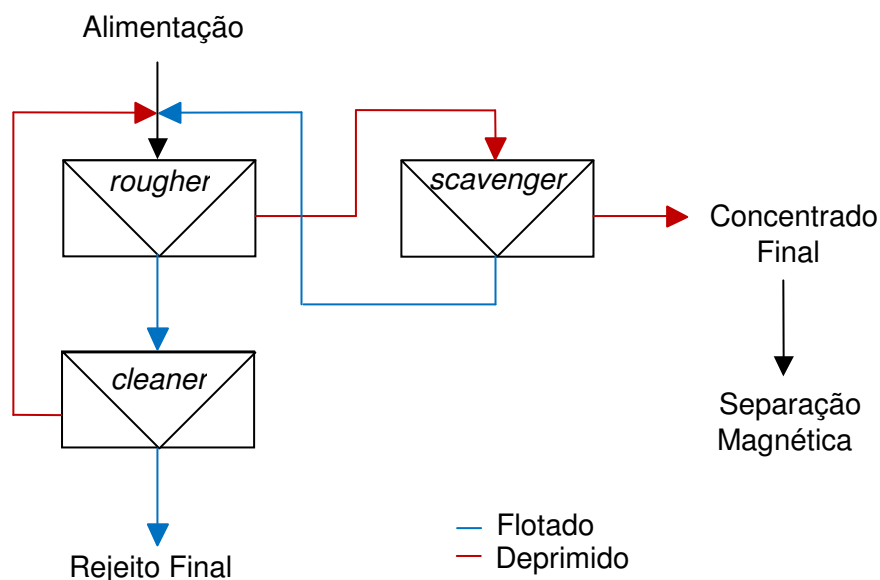 Alimentação
rougher
scavenger
Concentrado
Final
cleaner
Separação
Magnética
Flotado
Deprimido
Rejeito Final